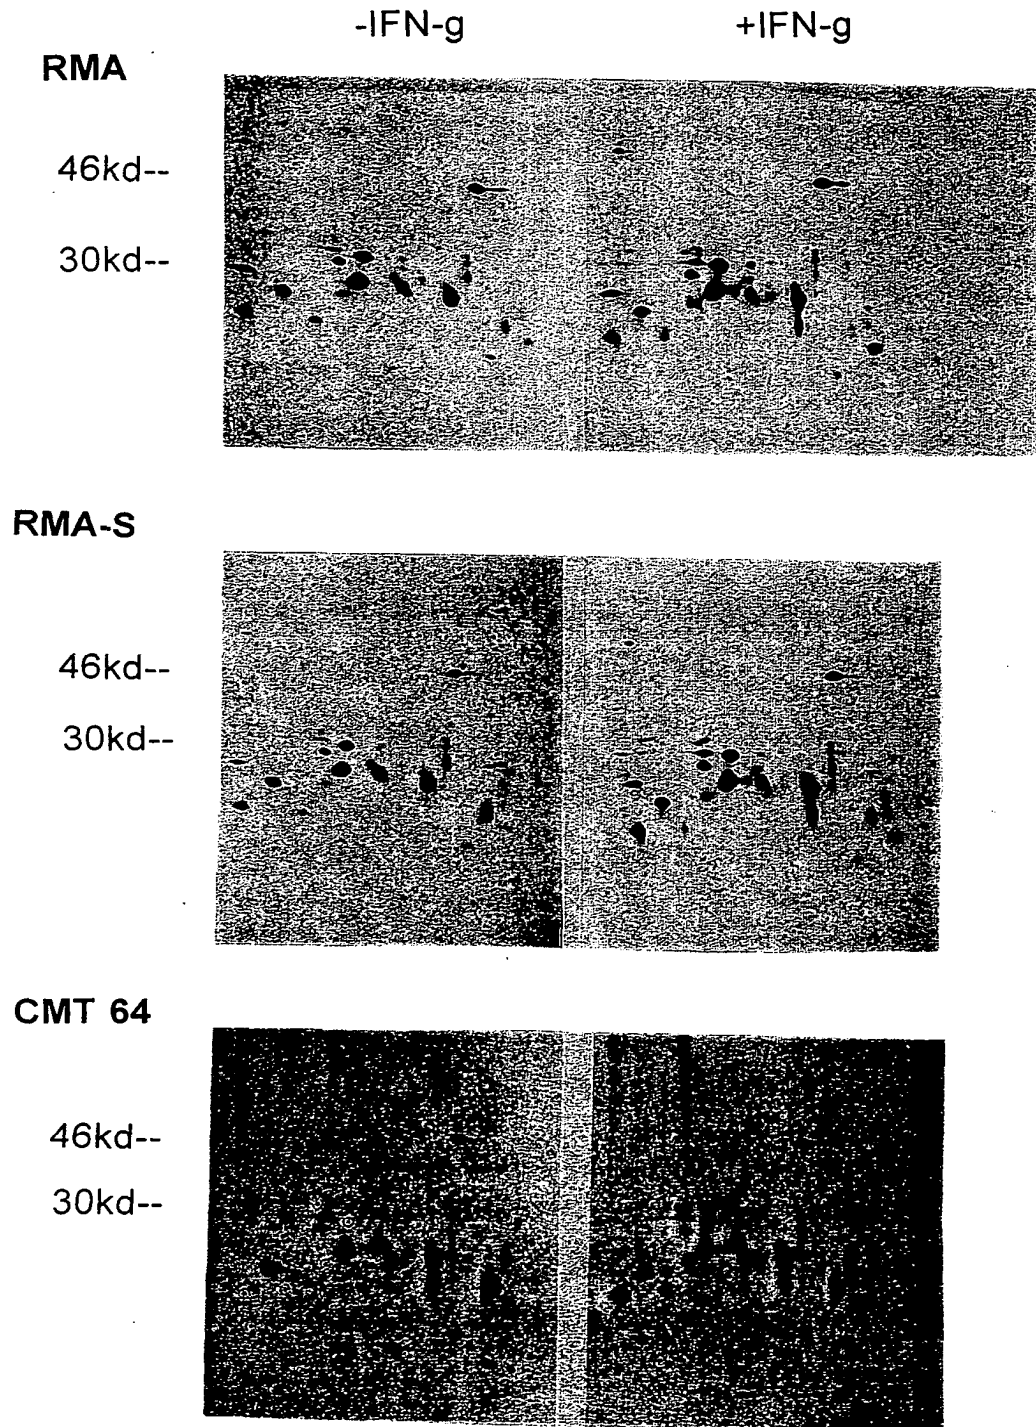 -IFN-g +IFN-g
RMA
46kd--
30kd--
RMA-S
46kd--
30kd--
CMT 64
46kd--
30kd--